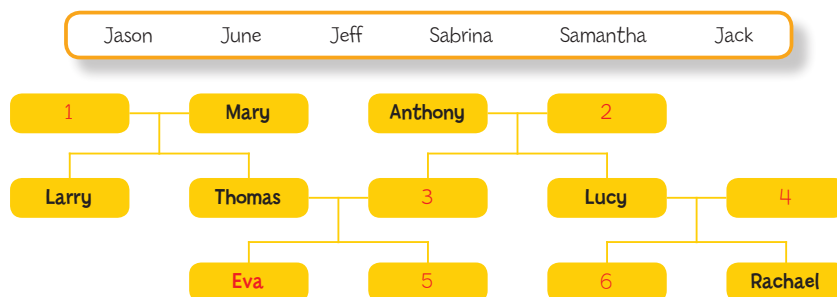 Jason June Jeff Sabrina Samantha Jack
1 Mary Anthony 2
Larry Thomas 3 Lucy 4
Eva 5 6 Rachael